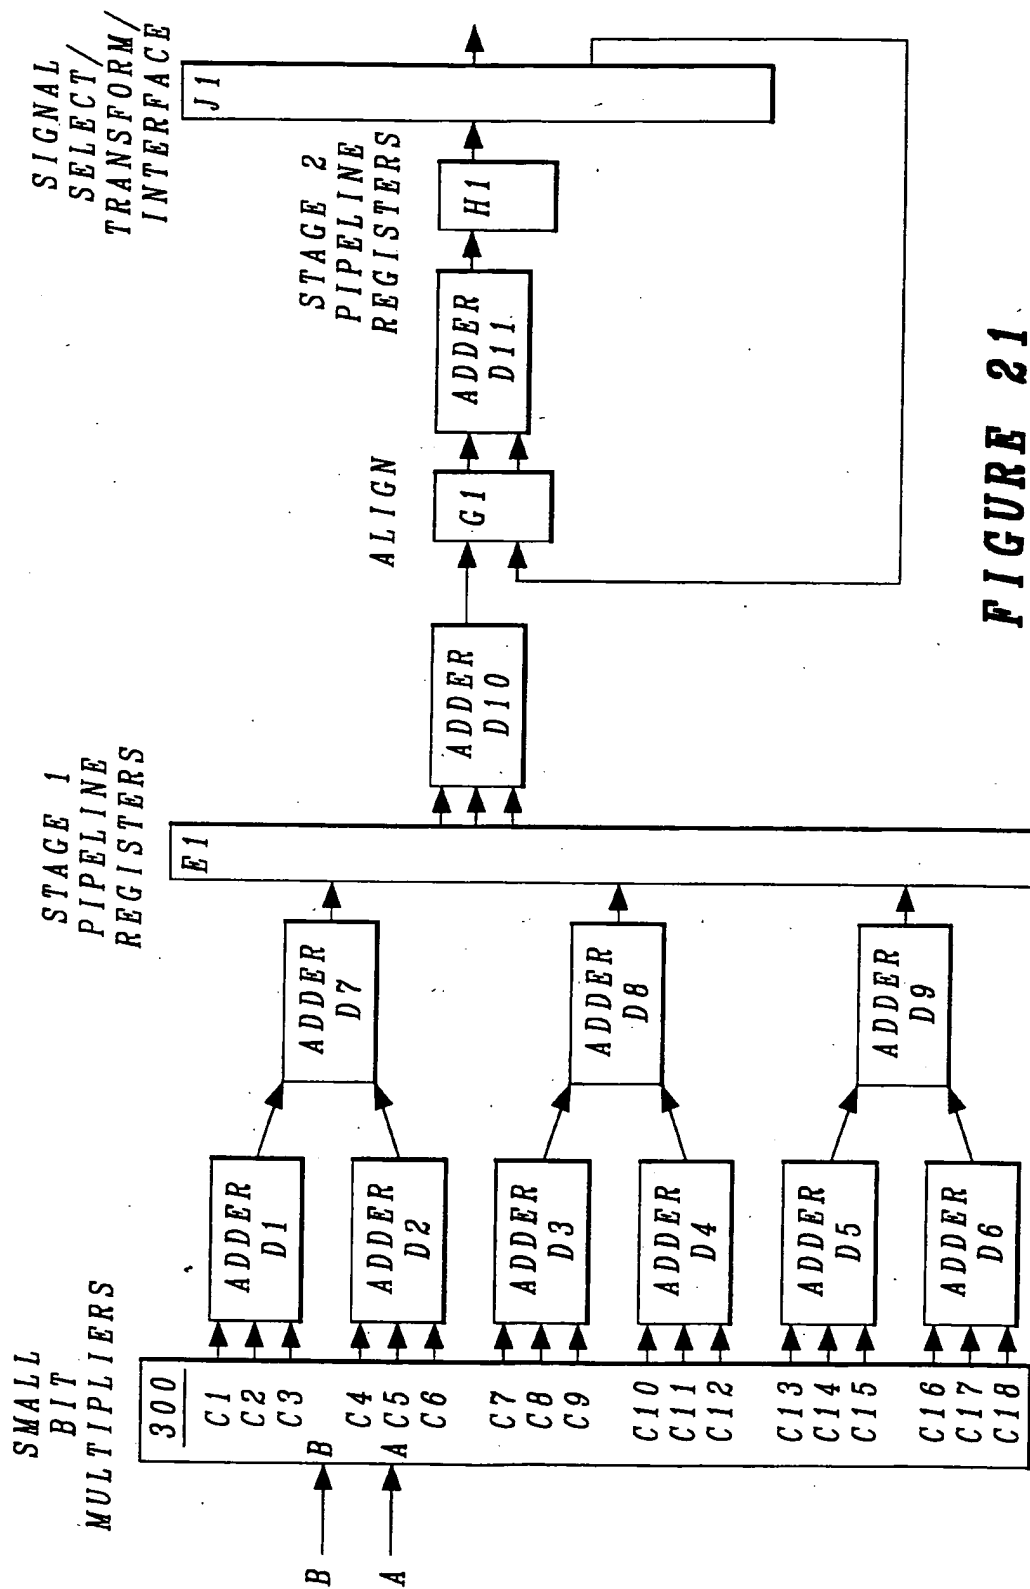 SMALL
BIT
MULTIPLIERS
300
C1
C2
C3
B
B
C4
A
A
C5
C6
C7
C8
C9
C10
C11
C12
C13
C14
C15
C16
C17
C18
ADDER
D1
ADDER
D2
ADDER
D3
ADDER
D4
ADDER
D5
ADDER
D6
ADDER
D7
ADDER
D8
ADDER
D9
STAGE 1
PIPELINE
REGISTERS
E1
ADDER
D10
ALIGN
G1
ADDER
D11
STAGE 2
PIPELINE
REGISTERS
H1
SIGNAL
SELECT/
TRANSFORM/
INTERFACE
J1
FIGURE 21